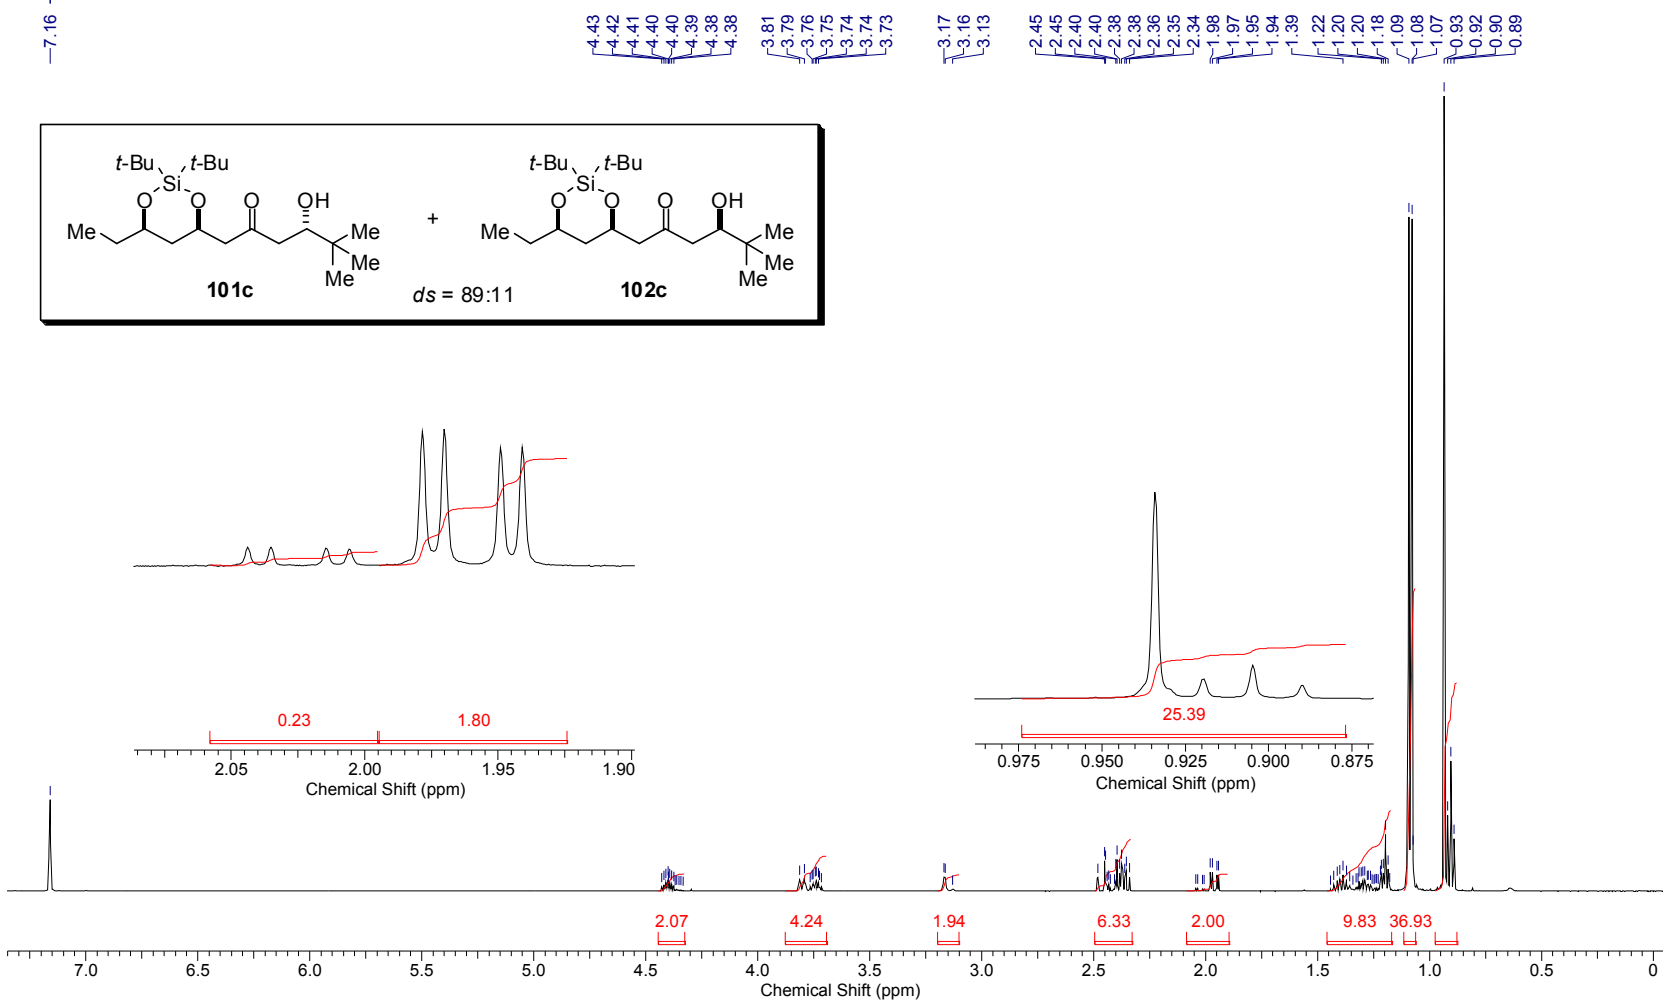 7.16
4.43 4.42 4.41 4.40 4.40 4.39 4.38 4.38 3.81 3.79 3.76 3.75 3.74 3.74 3.73 3.17 3.16 3.13 2.45 2.45 2.40 2.40 2.38 2.38 2.36 2.35 2.34 1.98 1.97 1.95 1.94 1.39 1.22 1.20 1.20 1.18 1.09 1.08 1.07 0.93 0.92 0.90 0.89
t-Bu t-Bu t-Bu t-Bu
Si Si
O O O OH O O O OH
+
Me Me Me Me
Me Me
Me Me
101c 102c
ds = 89:11
0.23 1.80
2.05 2.00 1.95 1.90
Chemical Shift (ppm)
25.39
0.975 0.950 0.925 0.900 0.875
Chemical Shift (ppm)
2.07 4.24 1.94 6.33 2.00 9.83 36.93
7.0 6.5 6.0 5.5 5.0 4.5 4.0 3.5 3.0 2.5 2.0 1.5 1.0 0.5 0
Chemical Shift (ppm)